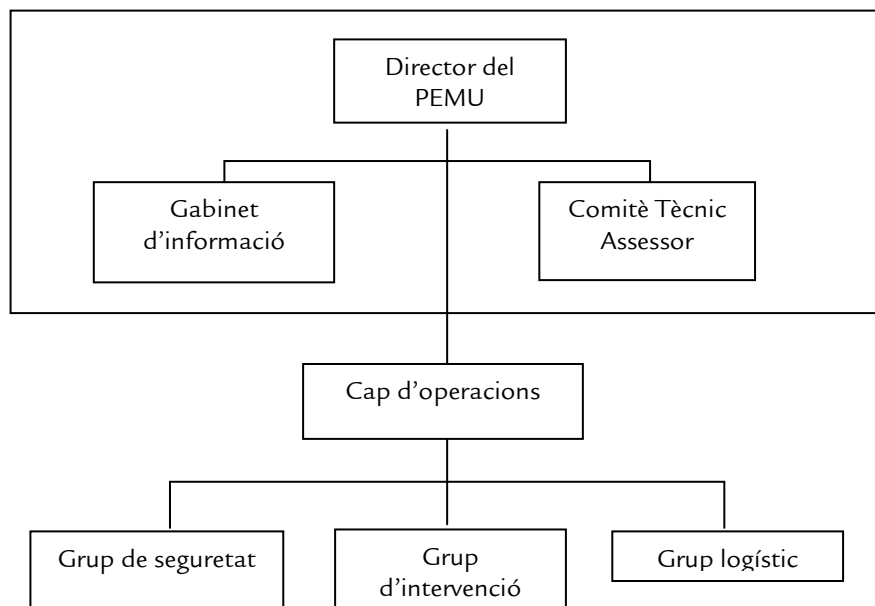 Director del
PEMU
Gabinet
d’informació
Comitè Tècnic
Assessor
Cap d’operacions
Grup de seguretat
Grup
d’intervenció
Grup logístic